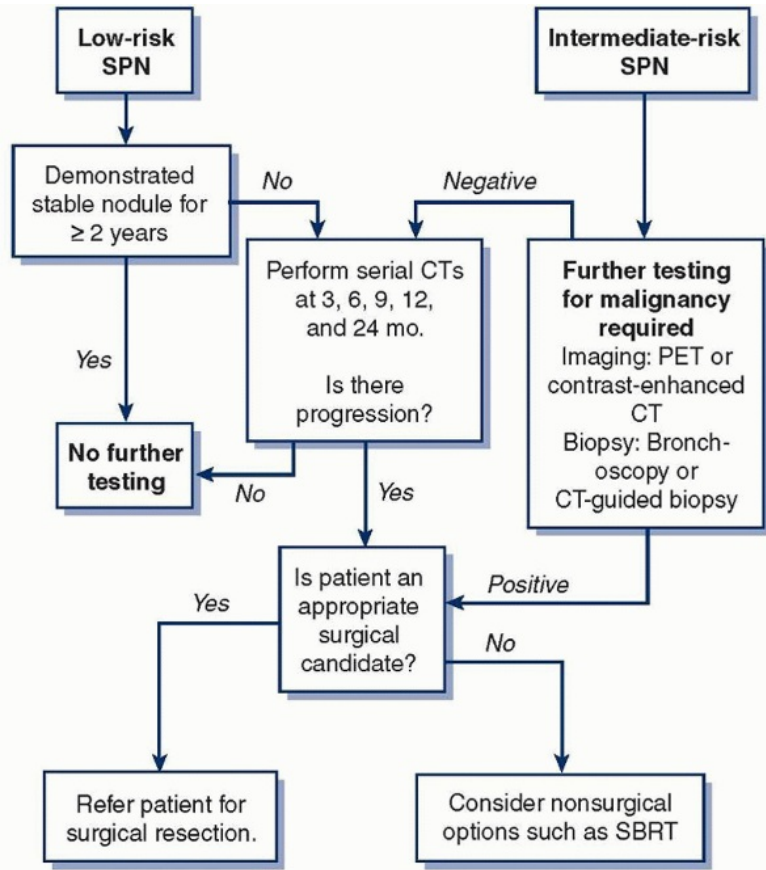 Low-risk
SPN
Intermediate-risk
SPN
Demonstrated
stable nodule for
≥ 2 years
No
Negative
Perform serial CTs
at 3, 6, 9, 12,
and 24 mo.
Is there
progression?
Further testing
for malignancy
required
Imaging: PET or
contrast-enhanced
CT
Biopsy: Bronch-
oscopy or
CT-guided biopsy
Yes
No further
testing
No
Yes
Is patient an
appropriate
surgical
candidate?
Positive
Yes
No
Refer patient for
surgical resection.
Consider nonsurgical
options such as SBRT